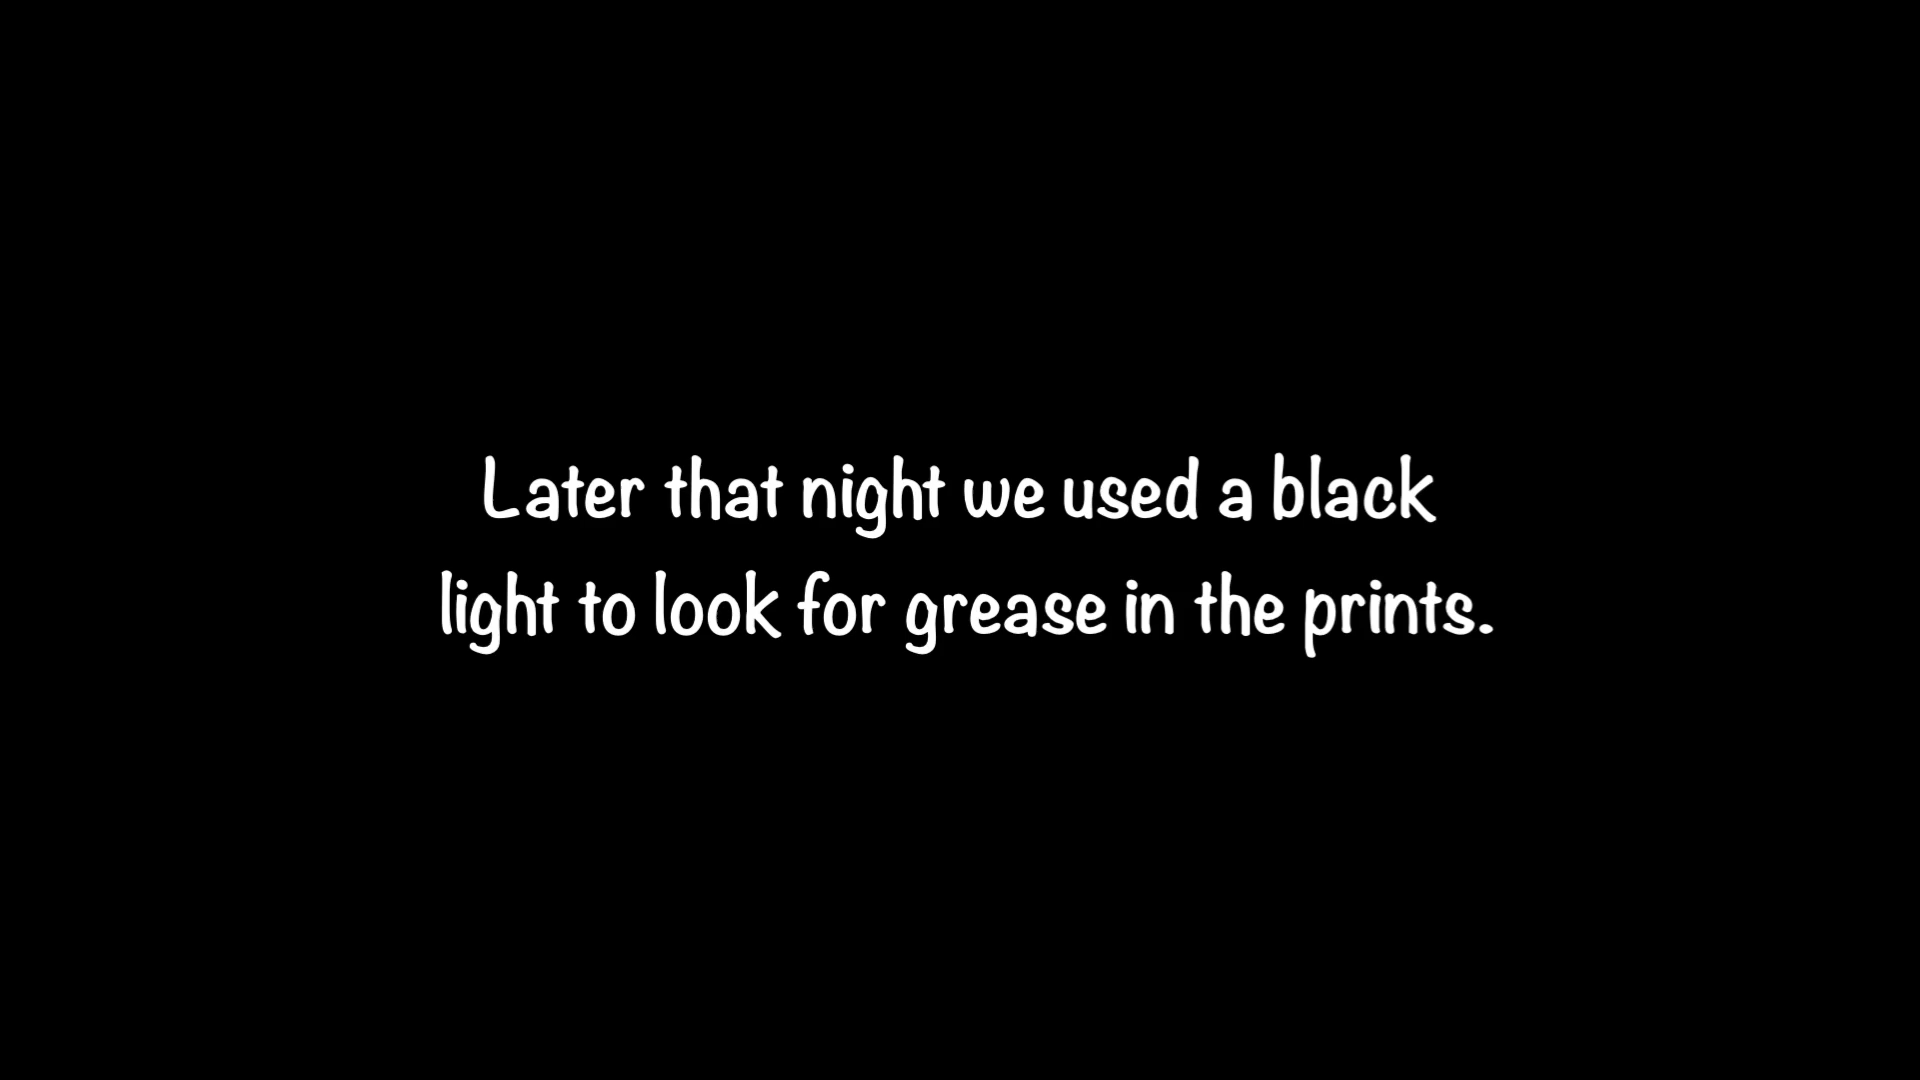 Later that night we used a black
light to look for grease in the prints.